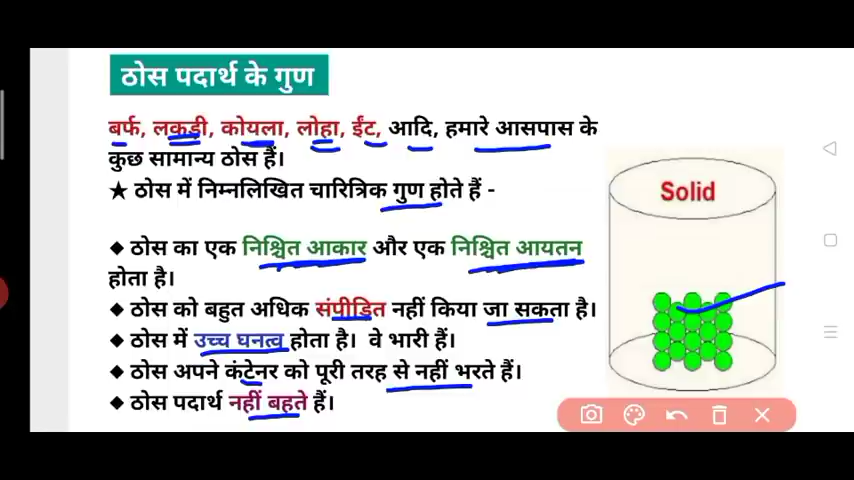 ठोस पदार्थ के गुण
बर्फ, लकडी, कोयला, लोहा, ईंट, आदि, हमारे आसपास के
कुछ सामान्य ठोस हैं।
★ ठोस में निम्नलिखित चारित्रिक गुण होते हैं -
◆ ठोस का एक निश्चित आकार और एक निश्चित आयतन
होता है।
◆ ठोस को बहुत अधिक संपीडित नहीं किया जा सकता है।
◆ ठोस में उच्च घनत्व होता है। वे भारी हैं।
◆ ठोस अपने कंटेनर को पूरी तरह से नहीं भरते हैं।
◆ ठोस पदार्थ नहीं बहते हैं।
Solid